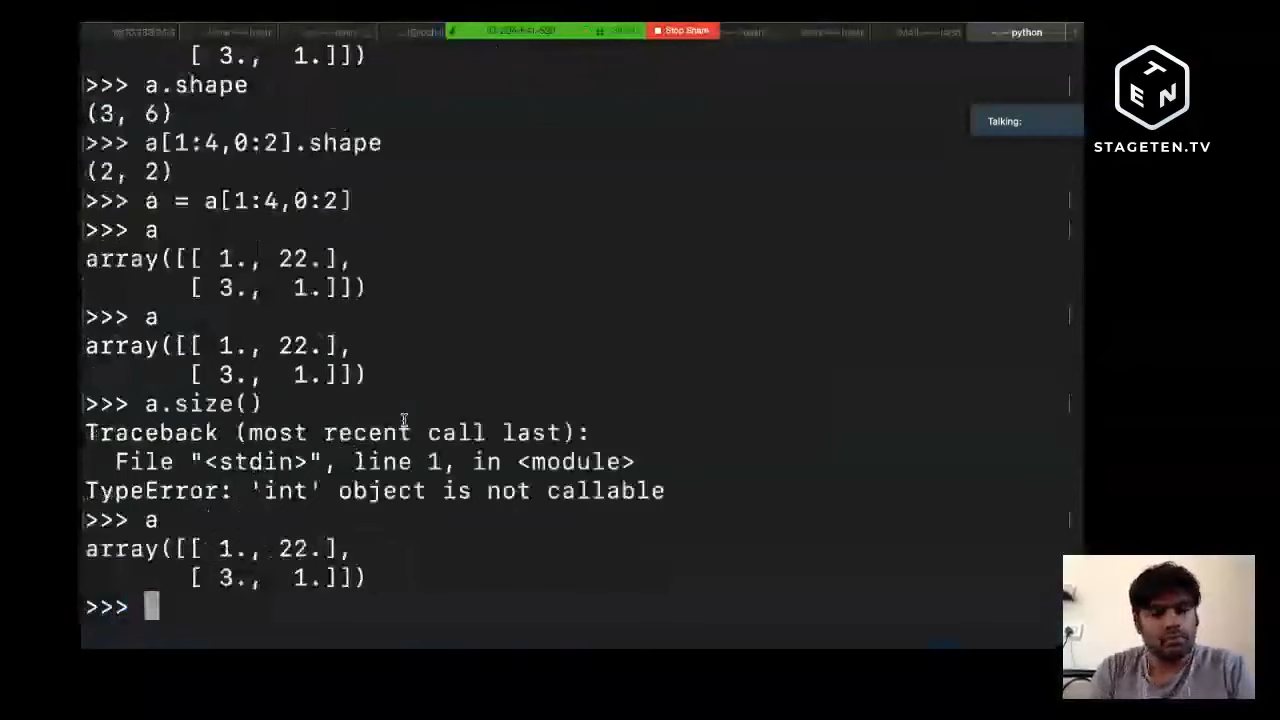 python
Stop Share
[ 3.,  1.]])
>>> a.shape
(3, 6)
>>> a[1:4,0:2].shape
(2, 2)
>>> a = a[1:4,0:2]
>>> a
array([[ 1., 22.],
       [ 3.,  1.]])
>>> a
array([[ 1., 22.],
       [ 3.,  1.]])
>>> a.size()
Traceback (most recent call last):
  File "<stdin>", line 1, in <module>
TypeError: 'int' object is not callable
>>> a
array([[ 1., 22.],
       [ 3.,  1.]])
>>>
Talking:
TEN
STAGETEN.TV